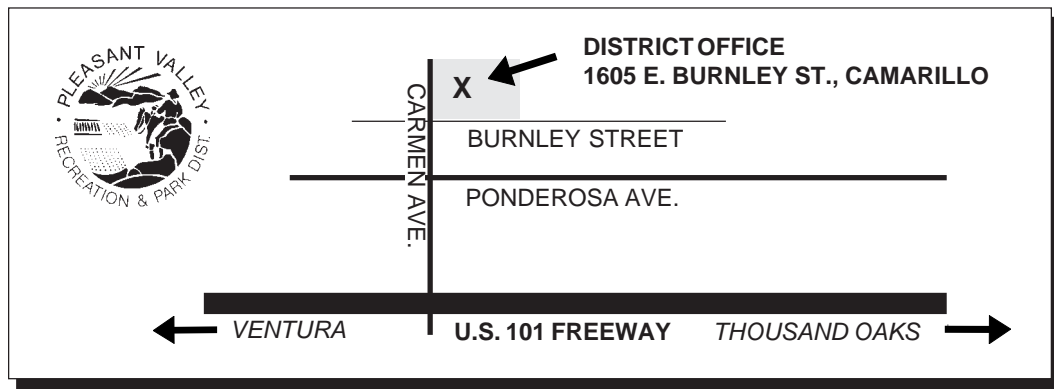 PLEASANT VALLEY
RECREATION & PARK DIST.
DISTRICT OFFICE
1605 E. BURNLEY ST., CAMARILLO
X
CARMEN AVE.
BURNLEY STREET
PONDEROSA AVE.
VENTURA
U.S. 101 FREEWAY
THOUSAND OAKS